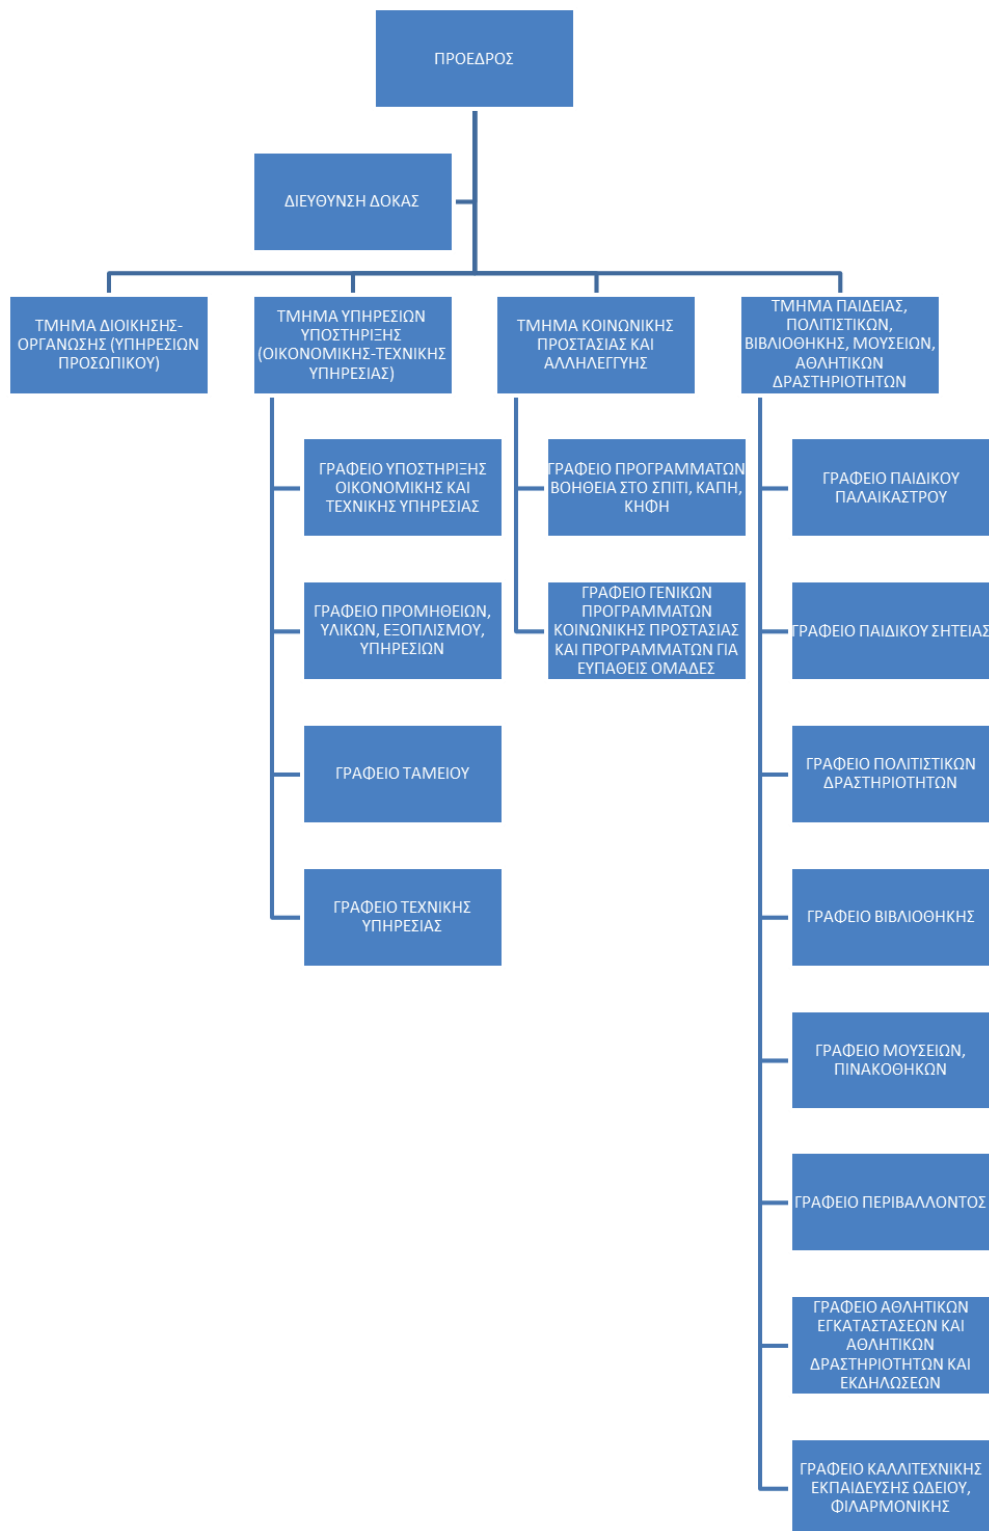 ΠΡΟΕΔΡΟΣ
ΔΙΕΥΘΥΝΣΗ ΔΟΚΑΣ
ΤΜΗΜΑ ΔΙΟΙΚΗΣΗΣ-
ΟΡΓΑΝΩΣΗΣ (ΥΠΗΡΕΣΙΩΝ
ΠΡΟΣΩΠΙΚΟΥ)
ΤΜΗΜΑ ΥΠΗΡΕΣΙΩΝ
ΥΠΟΣΤΗΡΙΞΗΣ
(ΟΙΚΟΝΟΜΙΚΗΣ-ΤΕΧΝΙΚΗΣ
ΥΠΗΡΕΣΙΑΣ)
ΓΡΑΦΕΙΟ ΥΠΟΣΤΗΡΙΞΗΣ
ΟΙΚΟΝΟΜΙΚΗΣ ΚΑΙ
ΤΕΧΝΙΚΗΣ ΥΠΗΡΕΣΙΑΣ
ΓΡΑΦΕΙΟ ΠΡΟΜΗΘΕΙΩΝ,
ΥΛΙΚΩΝ, ΕΞΟΠΛΙΣΜΟΥ,
ΥΠΗΡΕΣΙΩΝ
ΓΡΑΦΕΙΟ ΤΑΜΕΙΟΥ
ΓΡΑΦΕΙΟ ΤΕΧΝΙΚΗΣ
ΥΠΗΡΕΣΙΑΣ
ΤΜΗΜΑ ΚΟΙΝΩΝΙΚΗΣ
ΠΡΟΣΤΑΣΙΑΣ ΚΑΙ
ΑΛΛΗΛΕΓΓΥΗΣ
ΓΡΑΦΕΙΟ ΠΡΟΓΡΑΜΜΑΤΩΝ
ΒΟΗΘΕΙΑ ΣΤΟ ΣΠΙΤΙ, ΚΑΠΗ,
ΚΗΦΗ
ΓΡΑΦΕΙΟ ΓΕΝΙΚΩΝ
ΠΡΟΓΡΑΜΜΑΤΩΝ
ΚΟΙΝΩΝΙΚΗΣ ΠΡΟΣΤΑΣΙΑΣ
ΚΑΙ ΠΡΟΓΡΑΜΜΑΤΩΝ ΓΙΑ
ΕΥΠΑΘΕΙΣ ΟΜΑΔΕΣ
ΤΜΗΜΑ ΠΑΙΔΕΙΑΣ,
ΠΟΛΙΤΙΣΤΙΚΩΝ,
ΒΙΒΛΙΟΘΗΚΗΣ, ΜΟΥΣΕΙΩΝ,
ΑΘΛΗΤΙΚΩΝ
ΔΡΑΣΤΗΡΙΟΤΗΤΩΝ
ΓΡΑΦΕΙΟ ΠΑΙΔΙΚΟΥ
ΠΑΛΑΙΚΑΣΤΡΟΥ
ΓΡΑΦΕΙΟ ΠΑΙΔΙΚΟΥ ΣΗΤΕΙΑΣ
ΓΡΑΦΕΙΟ ΠΟΛΙΤΙΣΤΙΚΩΝ
ΔΡΑΣΤΗΡΙΟΤΗΤΩΝ
ΓΡΑΦΕΙΟ ΒΙΒΛΙΟΘΗΚΗΣ
ΓΡΑΦΕΙΟ ΜΟΥΣΕΙΩΝ,
ΠΙΝΑΚΟΘΗΚΩΝ
ΓΡΑΦΕΙΟ ΠΕΡΙΒΑΛΛΟΝΤΟΣ
ΓΡΑΦΕΙΟ ΑΘΛΗΤΙΚΩΝ
ΕΓΚΑΤΑΣΤΑΣΕΩΝ ΚΑΙ
ΑΘΛΗΤΙΚΩΝ
ΔΡΑΣΤΗΡΙΟΤΗΤΩΝ ΚΑΙ
ΕΚΔΗΛΩΣΕΩΝ
ΓΡΑΦΕΙΟ ΚΑΛΛΙΤΕΧΝΙΚΗΣ
ΕΚΠΑΙΔΕΥΣΗΣ ΩΔΕΙΟΥ,
ΦΙΛΑΡΜΟΝΙΚΗΣ